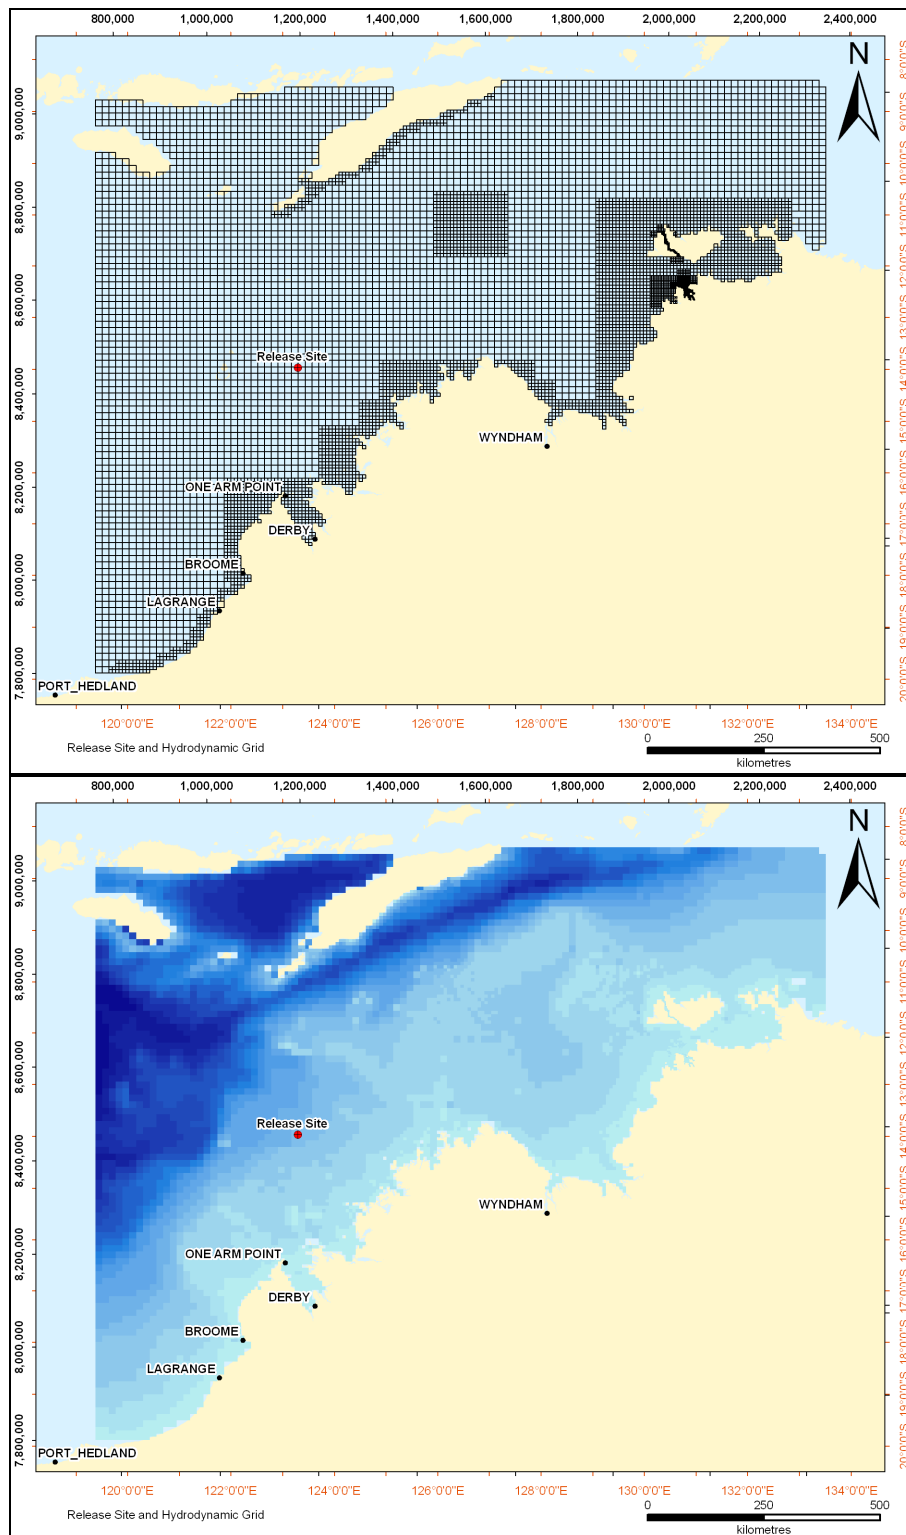 800,000 1,000,000 1,200,000 1,400,000 1,600,000 1,800,000 2,000,000 2,200,000 2,400,000
N
9,000,000
8,800,000
8,600,000
8,400,000
8,200,000
8,000,000
7,800,000
8°0'0"S
9°0'0"S
10°0'0"S
11°0'0"S
12°0'0"S
13°0'0"S
14°0'0"S
15°0'0"S
16°0'0"S
17°0'0"S
18°0'0"S
19°0'0"S
20°0'0"S
Release Site
WYNDHAM
ONE ARM POINT
DERBY
BROOME
LAGRANGE
PORT_HEDLAND
120°0'0"E 122°0'0"E 124°0'0"E 126°0'0"E 128°0'0"E 130°0'0"E 132°0'0"E 134°0'0"E
Release Site and Hydrodynamic Grid
0 250 500
kilometres
800,000 1,000,000 1,200,000 1,400,000 1,600,000 1,800,000 2,000,000 2,200,000 2,400,000
N
9,000,000
8,800,000
8,600,000
8,400,000
8,200,000
8,000,000
7,800,000
8°0'0"S
9°0'0"S
10°0'0"S
11°0'0"S
12°0'0"S
13°0'0"S
14°0'0"S
15°0'0"S
16°0'0"S
17°0'0"S
18°0'0"S
19°0'0"S
20°0'0"S
Release Site
WYNDHAM
ONE ARM POINT
DERBY
BROOME
LAGRANGE
PORT_HEDLAND
120°0'0"E 122°0'0"E 124°0'0"E 126°0'0"E 128°0'0"E 130°0'0"E 132°0'0"E 134°0'0"E
Release Site and Hydrodynamic Grid
0 250 500
kilometres